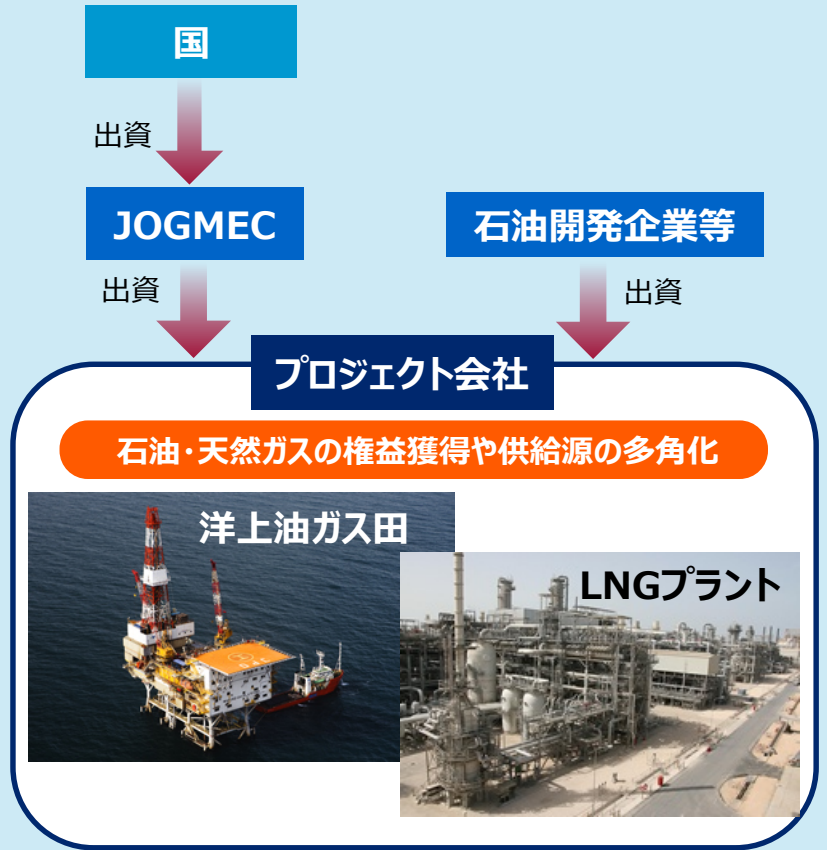 国
出資
JOGMEC
石油開発企業等
出資
出資
プロジェクト会社
石油・天然ガスの権益獲得や供給源の多角化
洋上油ガス田
LNGプラント